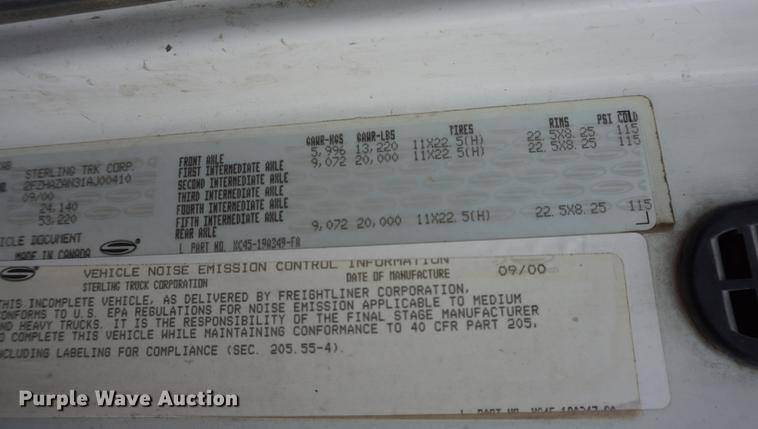 STERLING TRK CORP
2FZHAZAN31AJ00410
09/00
24,140
53,220
VEHICLE DOCUMENT
MADE IN CANADA
GAWR-KGS GAWR-LBS TIRES RIMS PSI COLD
FRONT AXLE 5,996 13,220 11X22.5(H) 22.5X8.25 115
FIRST INTERMEDIATE AXLE 9,072 20,000 11X22.5(H) 22.5X8.25 115
SECOND INTERMEDIATE AXLE
THIRD INTERMEDIATE AXLE
FOURTH INTERMEDIATE AXLE
FIFTH INTERMEDIATE AXLE
REAR AXLE 9,072 20,000 11X22.5(H) 22.5X8.25 115
PART NO. XC45-19A349-FA
VEHICLE NOISE EMISSION CONTROL INFORMATION
STERLING TRUCK CORPORATION DATE OF MANUFACTURE 09/00
THIS INCOMPLETE VEHICLE, AS DELIVERED BY FREIGHTLINER CORPORATION,
CONFORMS TO U.S. EPA REGULATIONS FOR NOISE EMISSION APPLICABLE TO MEDIUM
AND HEAVY TRUCKS. IT IS THE RESPONSIBILITY OF THE FINAL STAGE MANUFACTURER
TO COMPLETE THIS VEHICLE WHILE MAINTAINING CONFORMANCE TO 40 CFR PART 205,
INCLUDING LABELING FOR COMPLIANCE (SEC. 205.55-4).
PART NO.
Purple Wave Auction